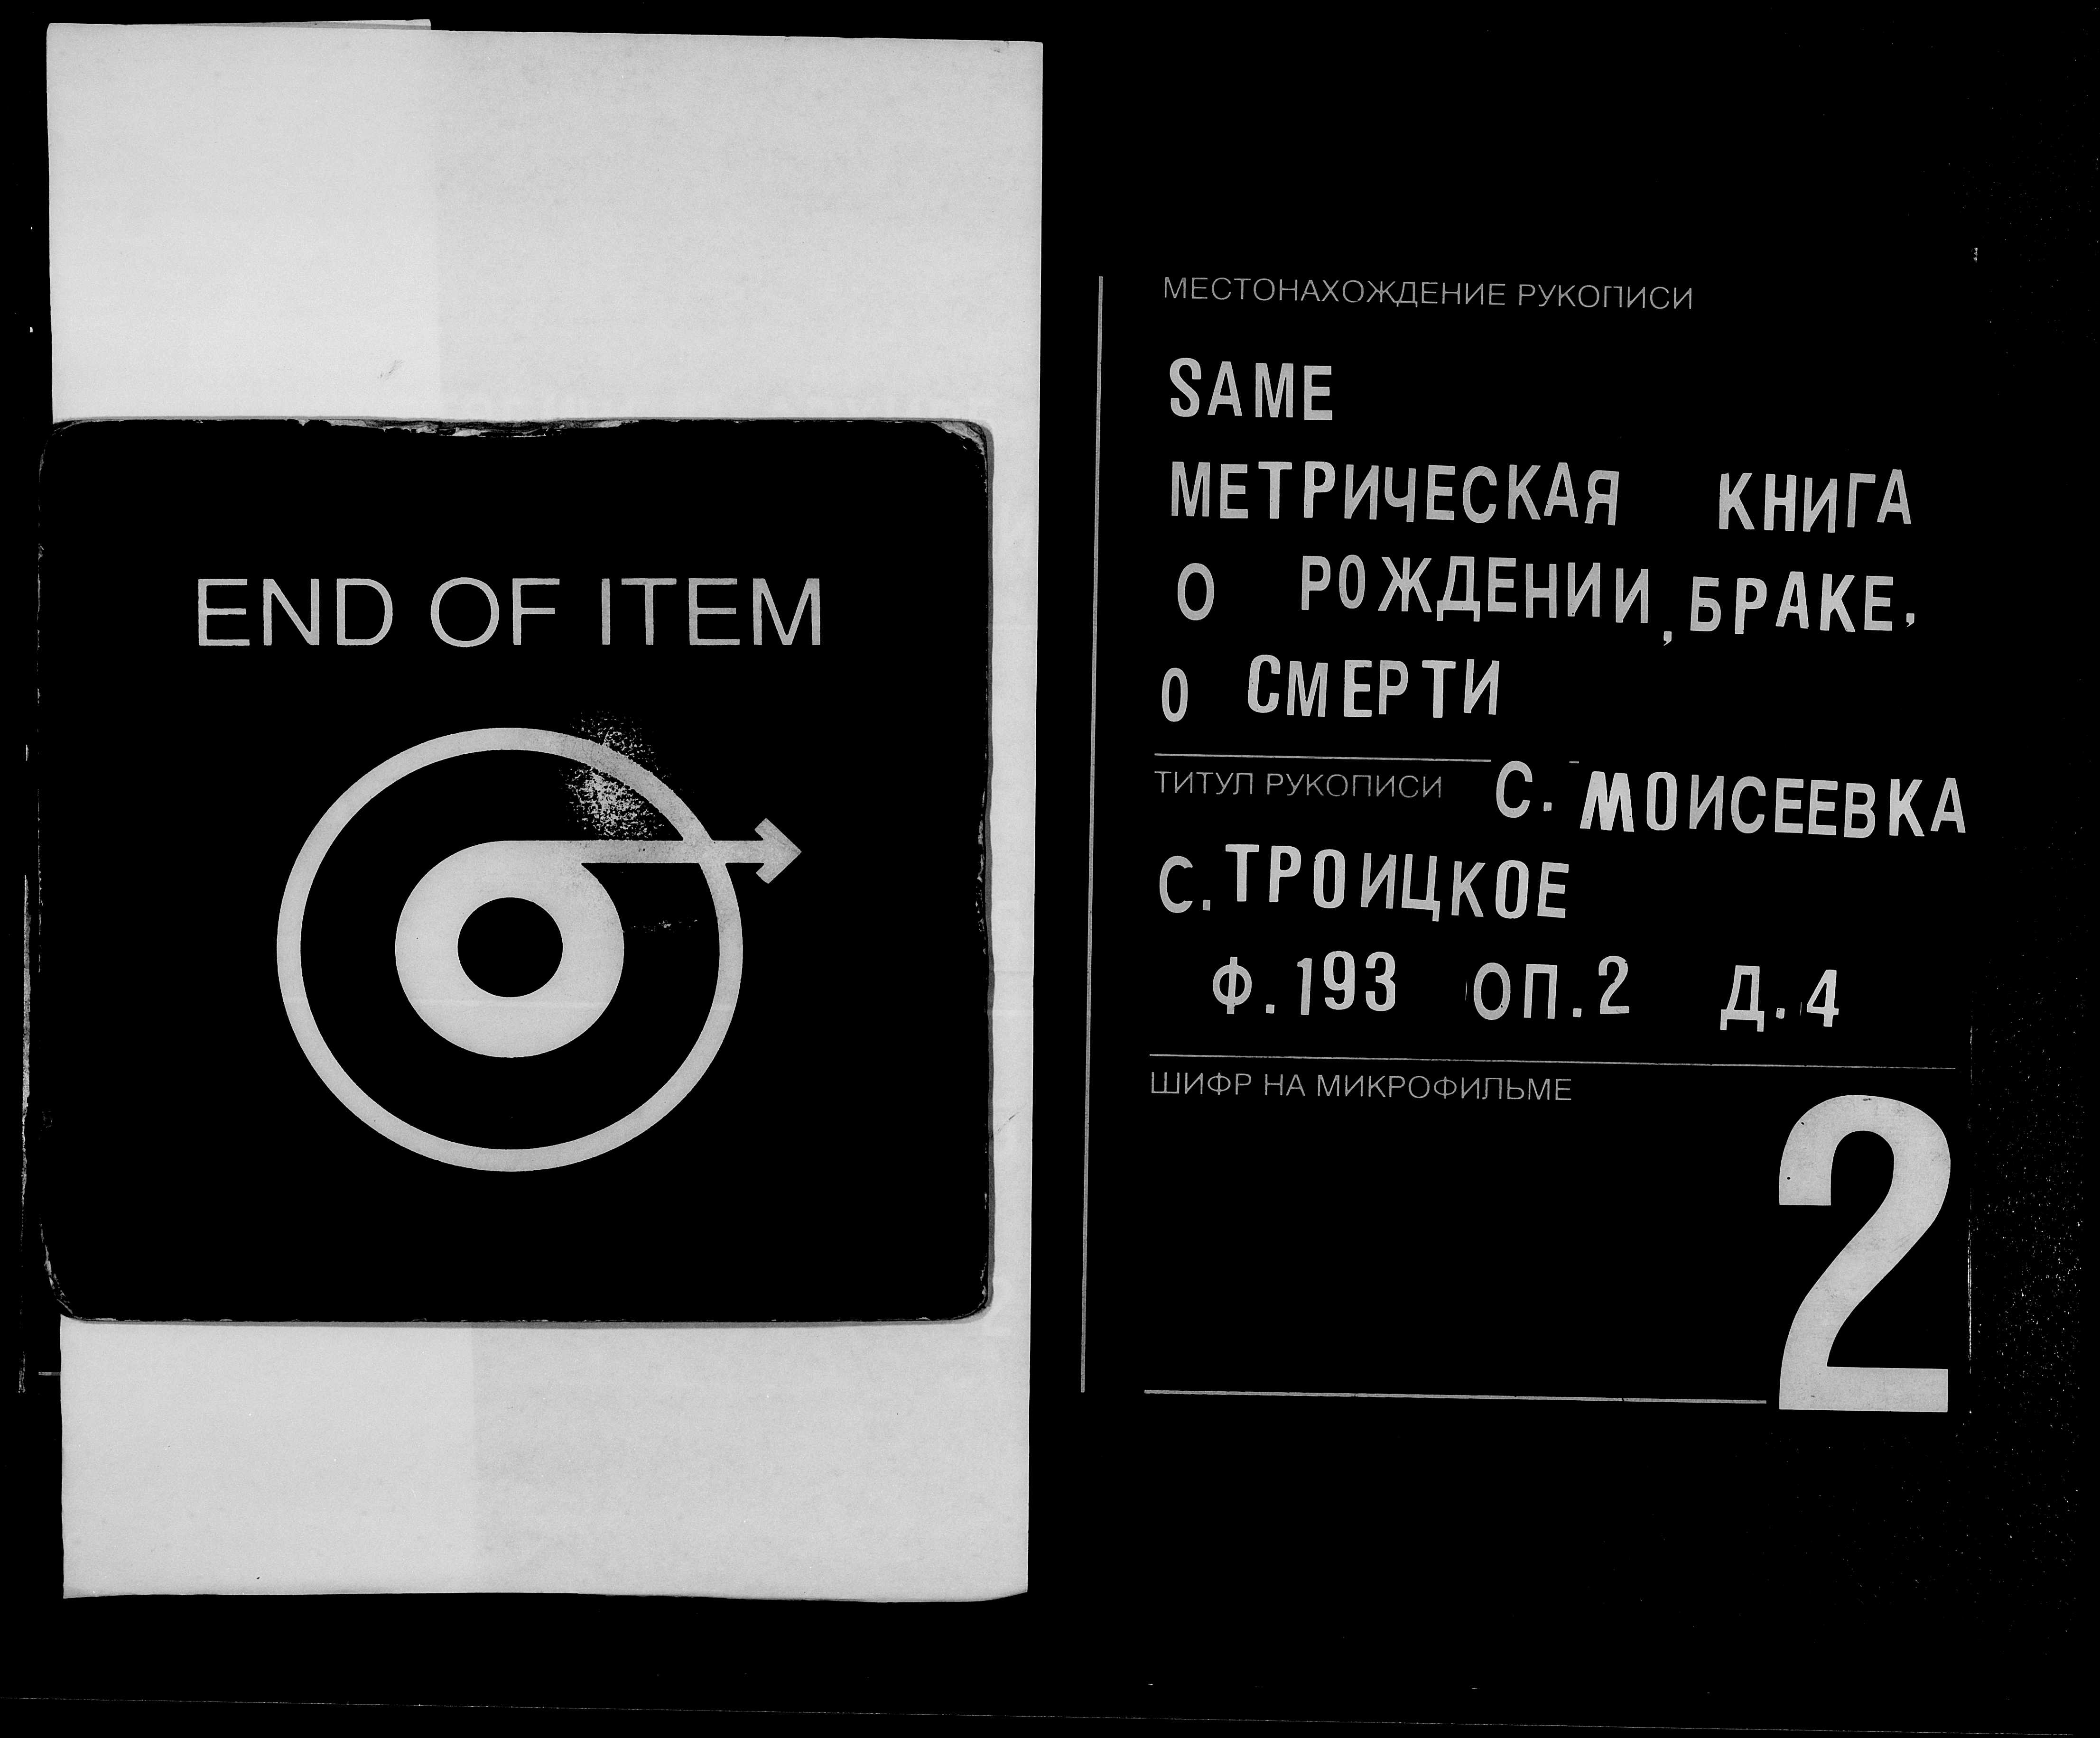 END OF ITEM
МЕСТОНАХОЖДЕНИЕ РУКОПИСИ
SAME
МЕТРИЧЕСКАЯ КНИГА
О РОЖДЕНИИ, БРАКЕ,
О СМЕРТИ
ТИТУЛ РУКОПИСИ С. МОИСЕЕВКА
С. ТРОИЦКОЕ
Ф. 193 ОП. 2 Д. 4
ШИФР НА МИКРОФИЛЬМЕ
2